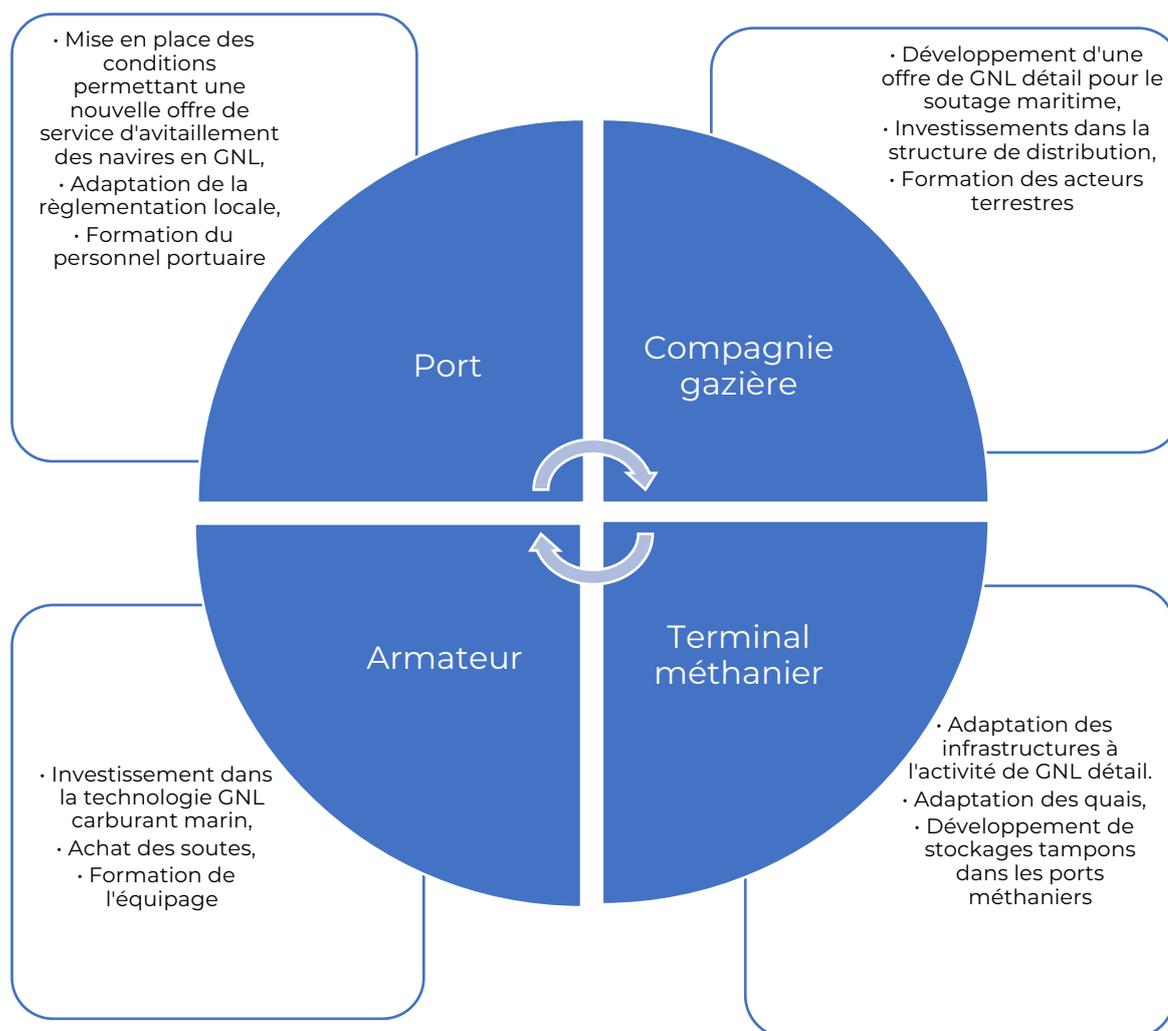 • Mise en place des
conditions
permettant une
nouvelle offre de
service d'avitaillement
des navires en GNL,
• Adaptation de la
règlementation locale,
• Formation du
personnel portuaire
• Développement d'une
offre de GNL détail pour le
soutage maritime,
• Investissements dans la
structure de distribution,
• Formation des acteurs
terrestres
Port
Compagnie
gazière
Armateur
Terminal
méthanier
• Investissement dans
la technologie GNL
carburant marin,
• Achat des soutes,
• Formation de
l'équipage
• Adaptation des
infrastructures à
l'activité de GNL détail.
• Adaptation des quais,
• Développement de
stockages tampons
dans les ports
méthaniers